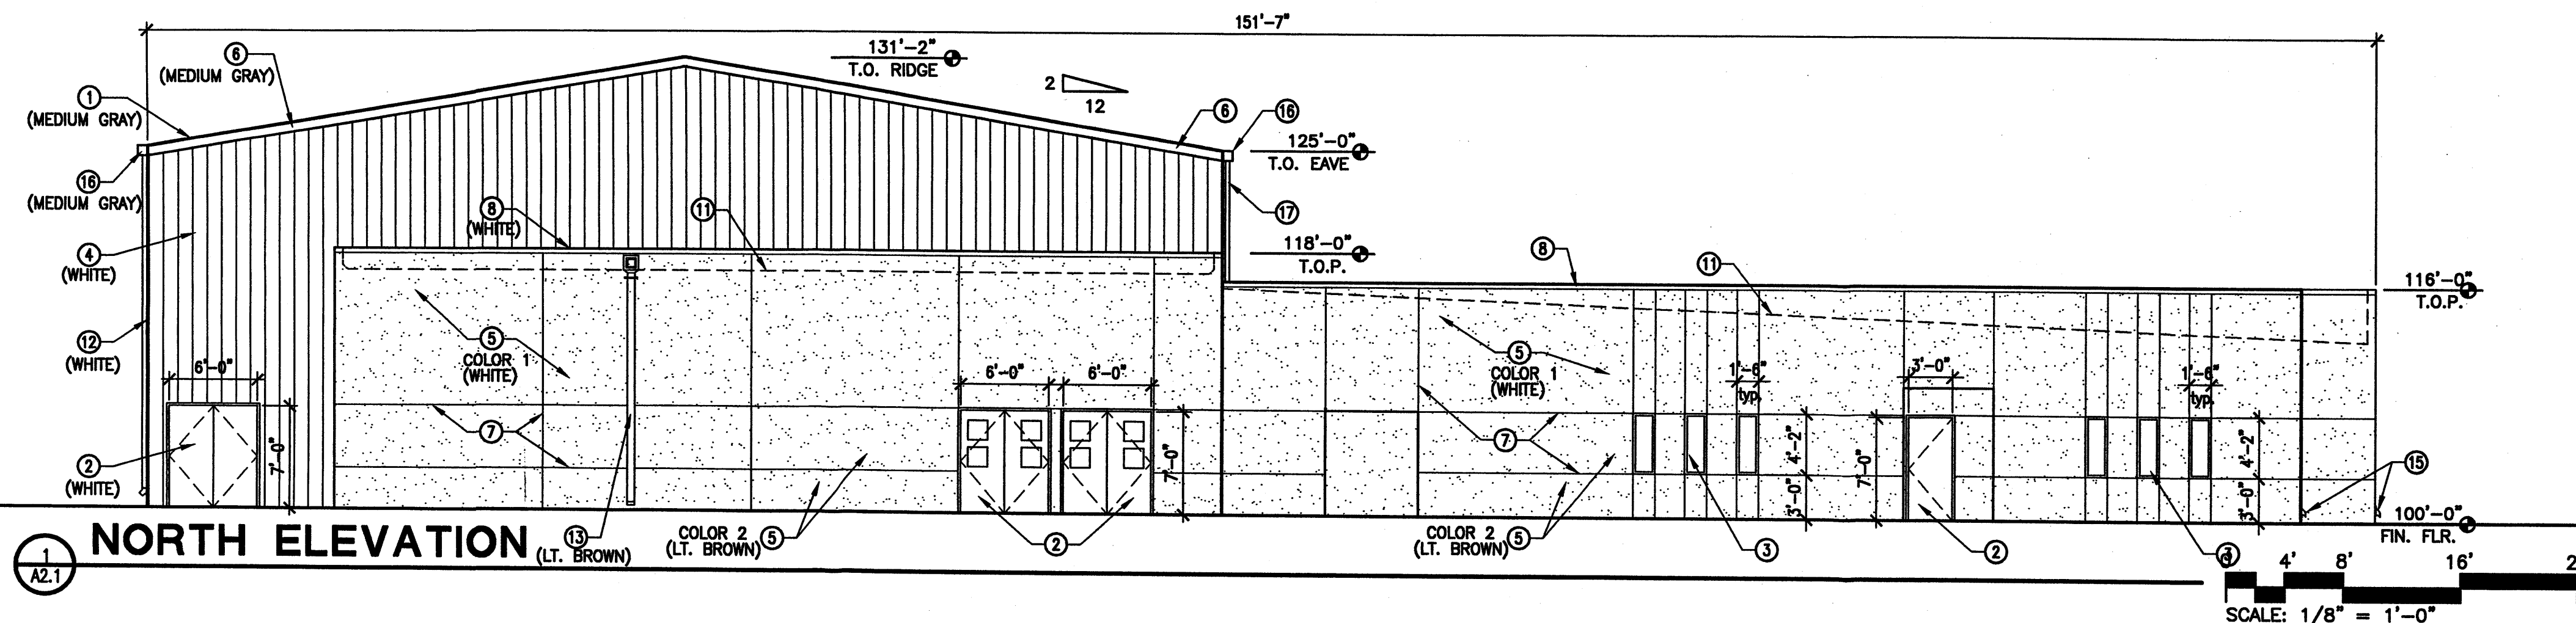 151'-7"
131'-2"
T.O. RIDGE
2
12
6
(MEDIUM GRAY)
1
(MEDIUM GRAY)
6
16
125'-0"
T.O. EAVE
16
(MEDIUM GRAY)
8
(WHITE)
11
17
4
(WHITE)
118'-0"
T.O.P.
8
11
116'-0"
T.O.P.
12
(WHITE)
5
COLOR 1
(WHITE)
5
COLOR 1
(WHITE)
6'-0"
6'-0"
6'-0"
1'-6"
typ.
3'-0"
1'-6"
typ.
7
7
2
(WHITE)
7'-0"
7'-0"
4'-2"
3'-0"
7'-0"
4'-2"
3'-0"
15
100'-0"
FIN. FLR.
1
A2.1
NORTH ELEVATION
13
(LT. BROWN)
COLOR 2
(LT. BROWN)
5
2
COLOR 2
(LT. BROWN)
5
3
2
3
0
4'
8'
16'
2
SCALE: 1/8" = 1'-0"